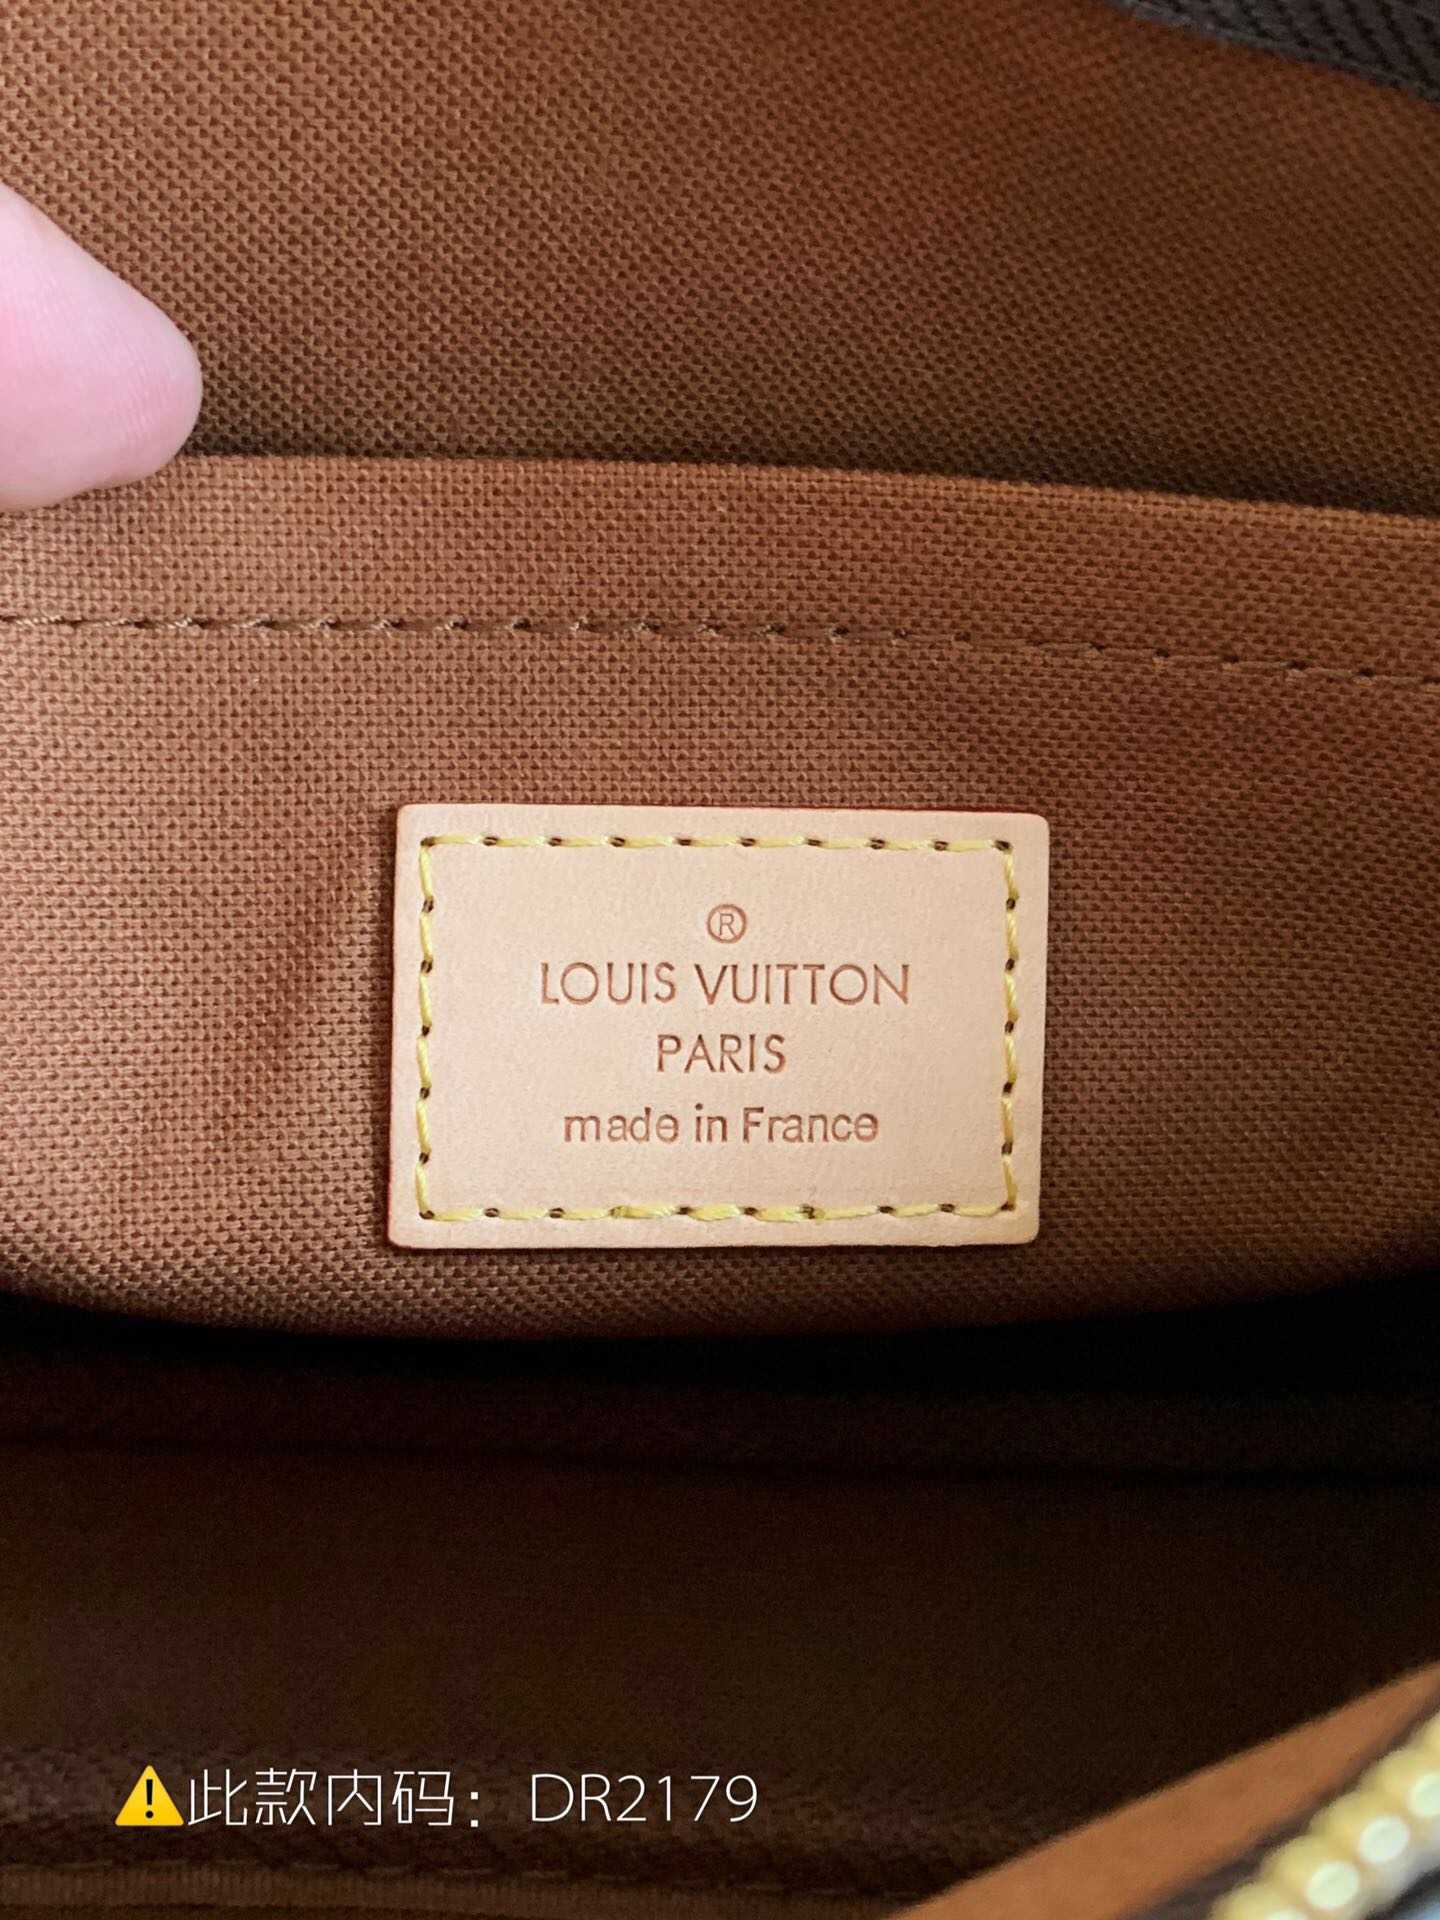 ®
LOUIS VUITTON
PARIS
made in France
⚠️此款内码：DR2179